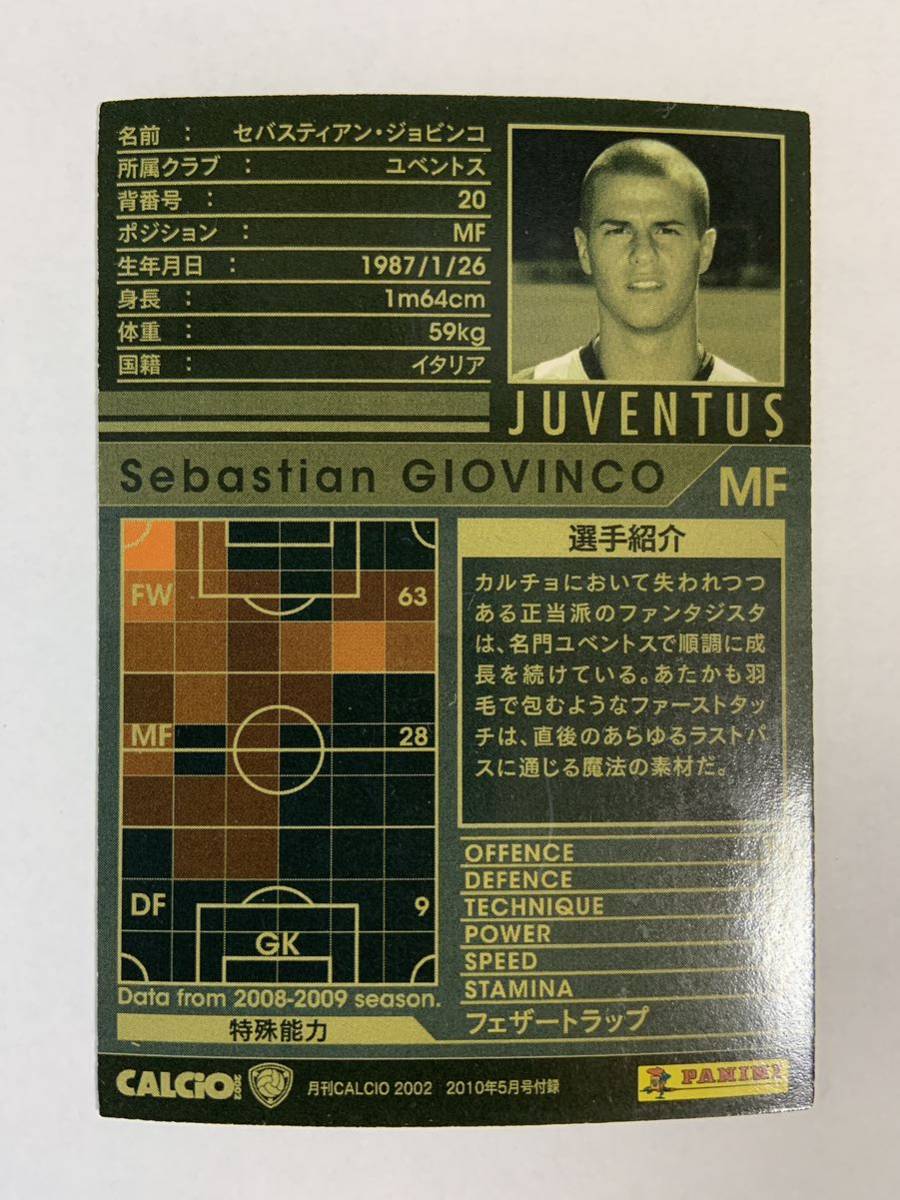 名前 : セバスティアン・ジョビンコ
所属クラブ : ユベントス
背番号 : 20
ポジション : MF
生年月日 : 1987/1/26
身長 : 1m64cm
体重 : 59kg
国籍 : イタリア
JUVENTUS
Sebastian GIOVINCO
MF
FW 63
MF 28
DF 9
GK
Data from 2008-2009 season.
特殊能力
選手紹介
カルチョにおいて失われつつ
ある正当派のファンタジスタ
は、名門ユベントスで順調に成
長を続けている。あたかも羽
毛で包むようなファーストタッ
チは、直後のあらゆるラストパ
スに通じる魔法の素材だ。
OFFENCE
DEFENCE
TECHNIQUE
POWER
SPEED
STAMINA
フェザートラップ
CALCiO 2002
月刊CALCIO 2002 2010年5月号付録
PANINI